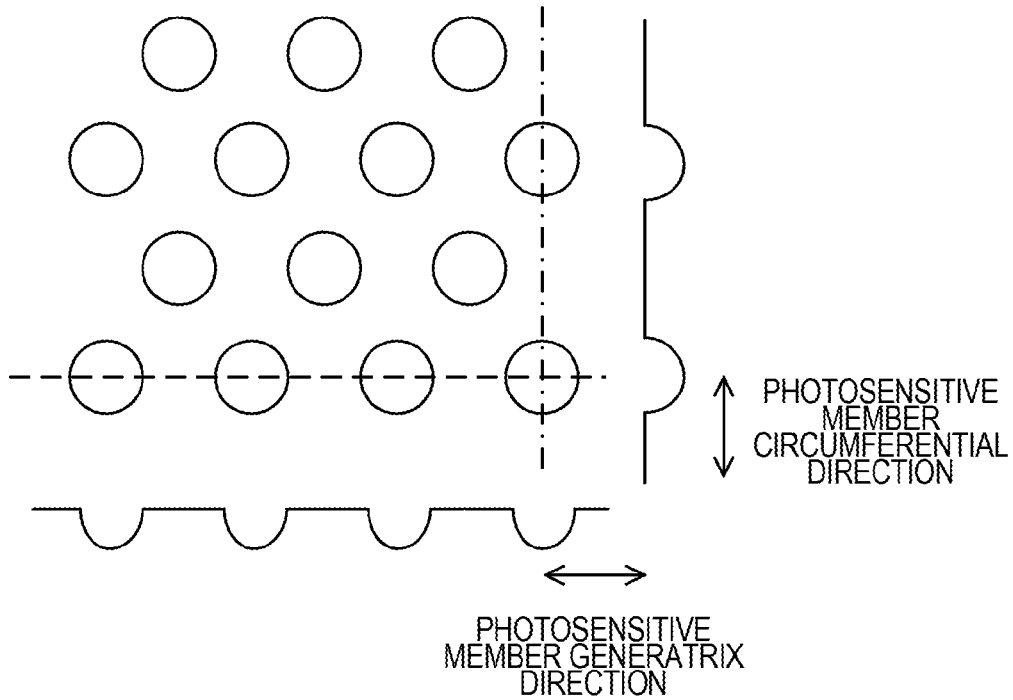 PHOTOSENSITIVE
MEMBER
CIRCUMFERENTIAL
DIRECTION
PHOTOSENSITIVE
MEMBER GENERATRIX
DIRECTION